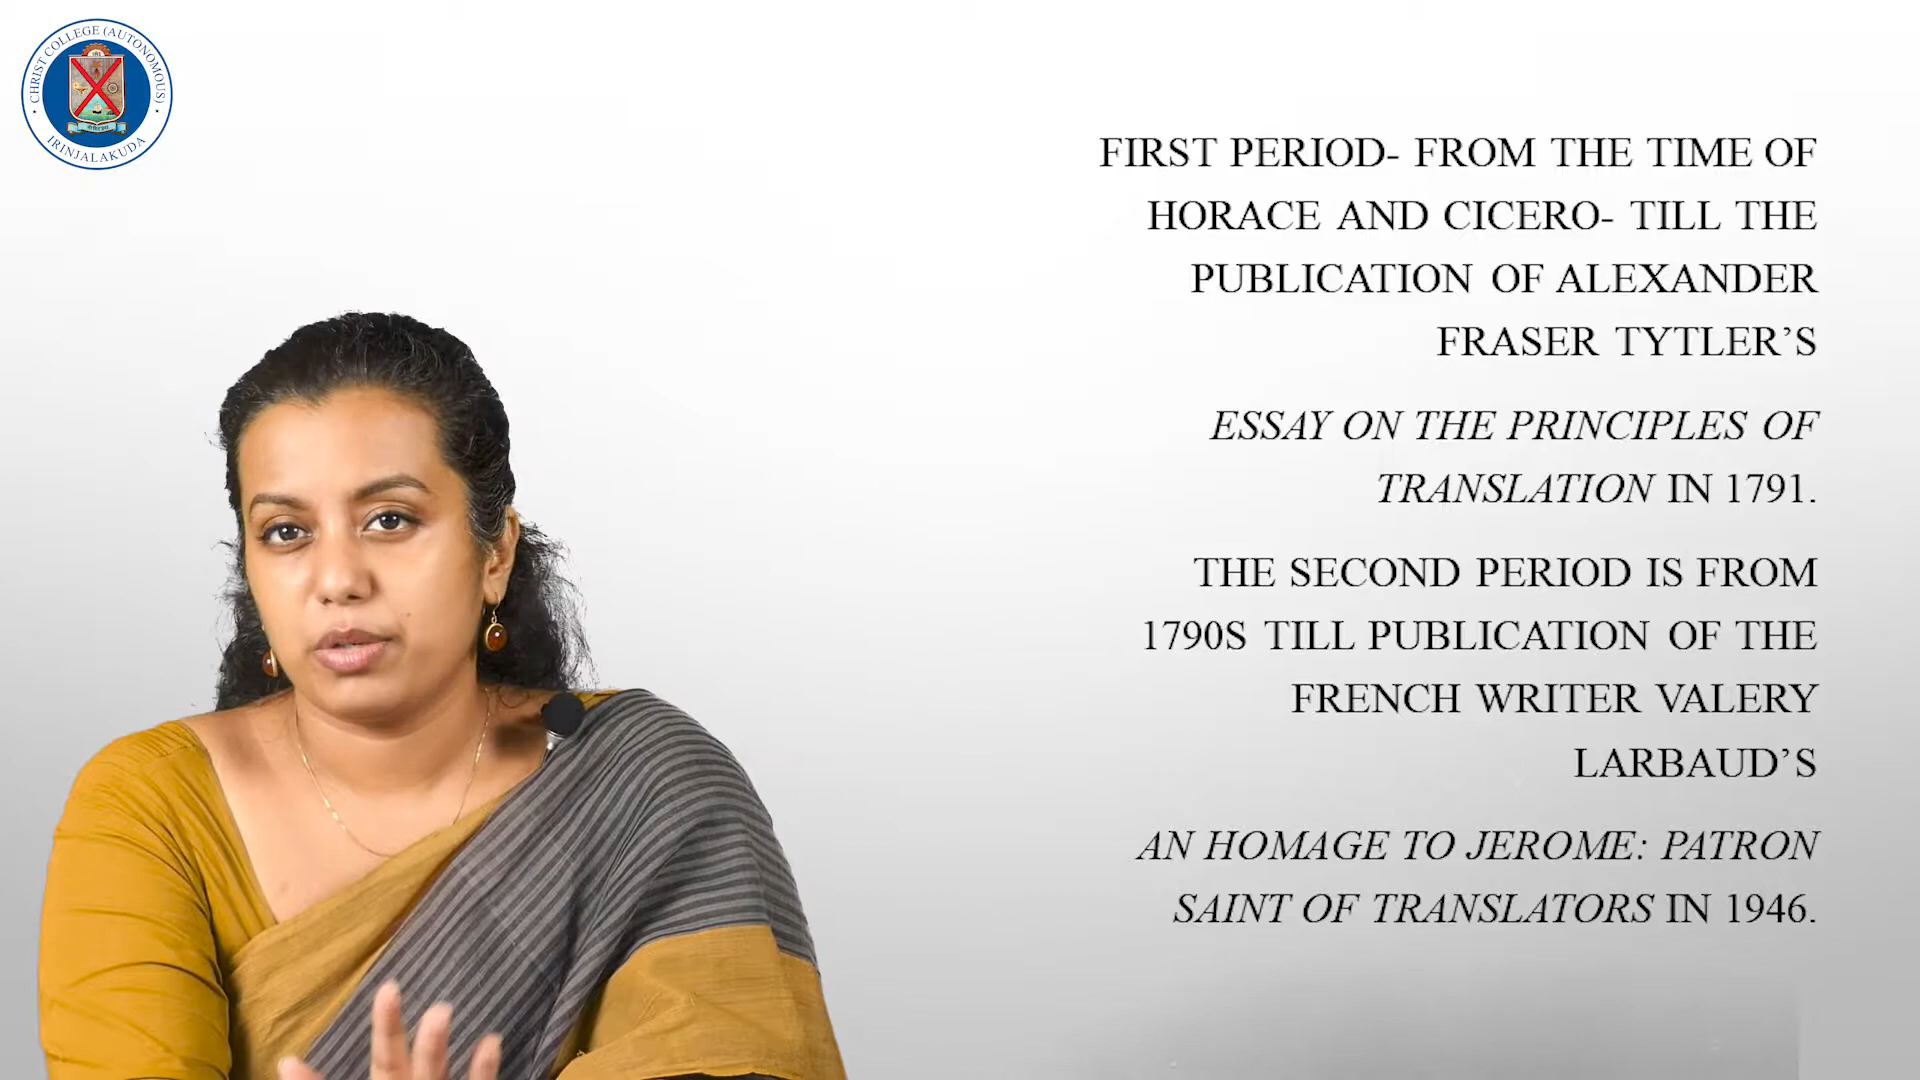 CHRIST COLLEGE (AUTONOMOUS)
IRINJALAKUDA
FIRST PERIOD- FROM THE TIME OF
HORACE AND CICERO- TILL THE
PUBLICATION OF ALEXANDER
FRASER TYTLER’S
ESSAY ON THE PRINCIPLES OF
TRANSLATION IN 1791.
THE SECOND PERIOD IS FROM
1790S TILL PUBLICATION OF THE
FRENCH WRITER VALERY
LARBAUD’S
AN HOMAGE TO JEROME: PATRON
SAINT OF TRANSLATORS IN 1946.